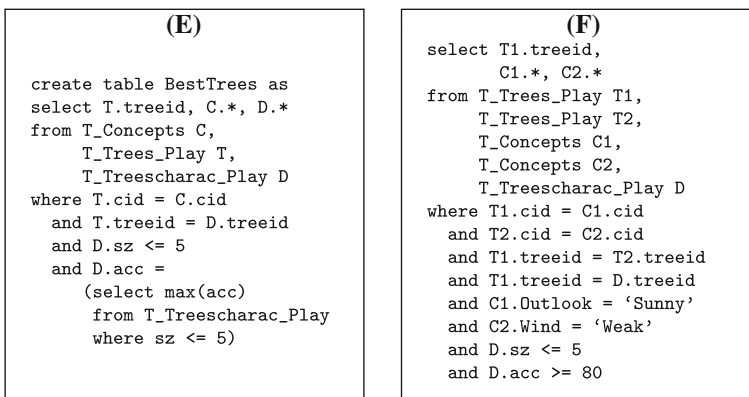 (E)
create table BestTrees as
select T.treeid, C.*, D.*
from T_Concepts C,
T_Trees_Play T,
T_Treescharac_Play D
where T.cid = C.cid
and T.treeid = D.treeid
and D.sz <= 5
and D.acc =
(select max(acc)
from T_Treescharac_Play
where sz <= 5)
(F)
select T1.treeid,
C1.*, C2.*
from T_Trees_Play T1,
T_Trees_Play T2,
T_Concepts C1,
T_Concepts C2,
T_Treescharac_Play D
where T1.cid = C1.cid
and T2.cid = C2.cid
and T1.treeid = T2.treeid
and T1.treeid = D.treeid
and C1.Outlook = ‘Sunny’
and C2.Wind = ‘Weak’
and D.sz <= 5
and D.acc >= 80